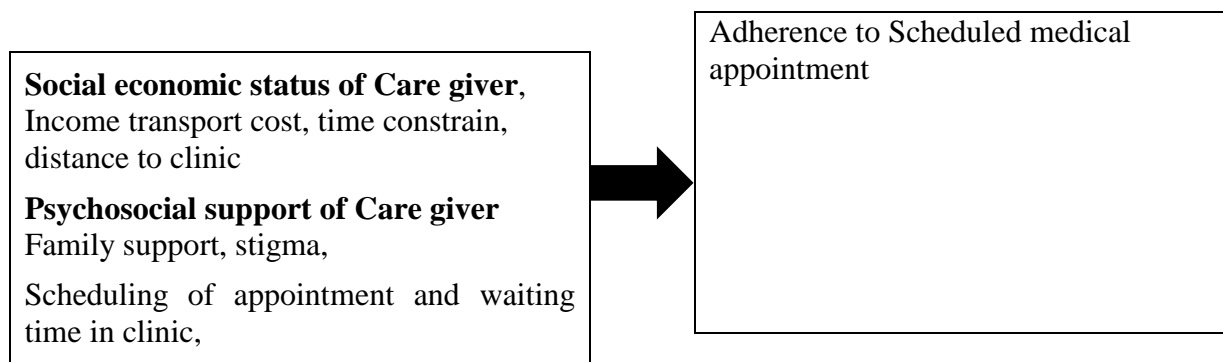 Social economic status of Care giver,
Income transport cost, time constrain,
distance to clinic
Psychosocial support of Care giver
Family support, stigma,
Scheduling of appointment and waiting
time in clinic,
Adherence to Scheduled medical
appointment